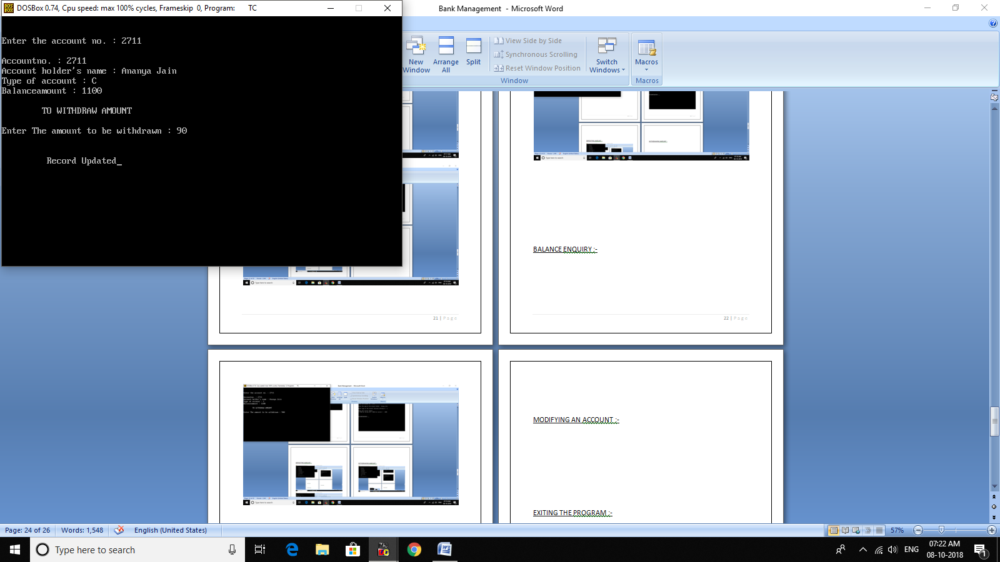 DOSBox 0.74, Cpu speed: max 100% cycles, Frameskip 0, Program: TC
Enter the account no. : 2711
Accountno. : 2711
Account holder's name : Ananya Jain
Type of account : C
Balanceamount : 1100
TO WITHDRAW AMOUNT
Enter The amount to be withdrawn : 90
Record Updated_
Bank Management - Microsoft Word
New Window
Arrange All
Split
View Side by Side
Synchronous Scrolling
Reset Window Position
Switch Windows
Macros
Window
Macros
21 | Page
BALANCE ENQUIRY :-
22 | Page
MODIFYING AN ACCOUNT :-
EXITING THE PROGRAM :-
Page: 24 of 26
Words: 1,548
English (United States)
57%
Type here to search
ENG
07:22 AM
08-10-2018
1